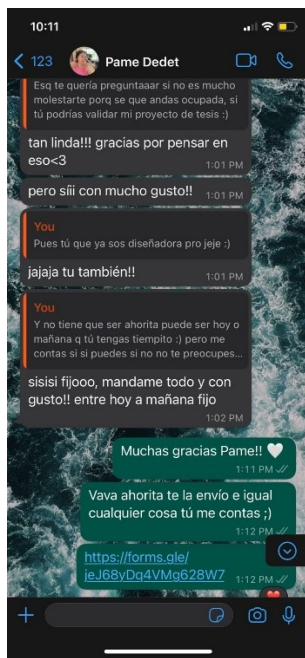 10:11
123
Pame Dedet
Esq te quería preguntaaar si no es mucho
molestarte porq se que andas ocupada, si
tú podrías validar mi proyecto de tesis :)
tan linda!!! gracias por pensar en
eso<3
1:01 PM
pero síii con mucho gusto!!
1:01 PM
You
Pues tú que ya sos diseñadora pro jeje :)
jajaja tu también!!
1:01 PM
You
Y no tiene que ser ahorita puede ser hoy o
mañana q tú tengas tiempito :) pero me
contas si si puedes si no no te preocupes...
sisisi fijooo, mandame todo y con
gusto!! entre hoy a mañana fijo
1:02 PM
Muchas gracias Pame!! 🤍
1:11 PM
Vava ahorita te la envío e igual
cualquier cosa tú me contas ;)
1:12 PM
https://forms.gle/
jeJ68yDq4VMg628W7
1:12 PM